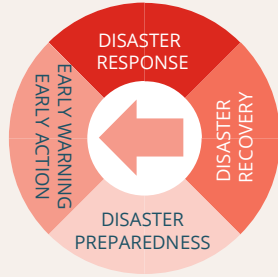 DISASTER
RESPONSE
DISASTER
RECOVERY
DISASTER
PREPAREDNESS
EARLY WARNING
EARLY ACTION